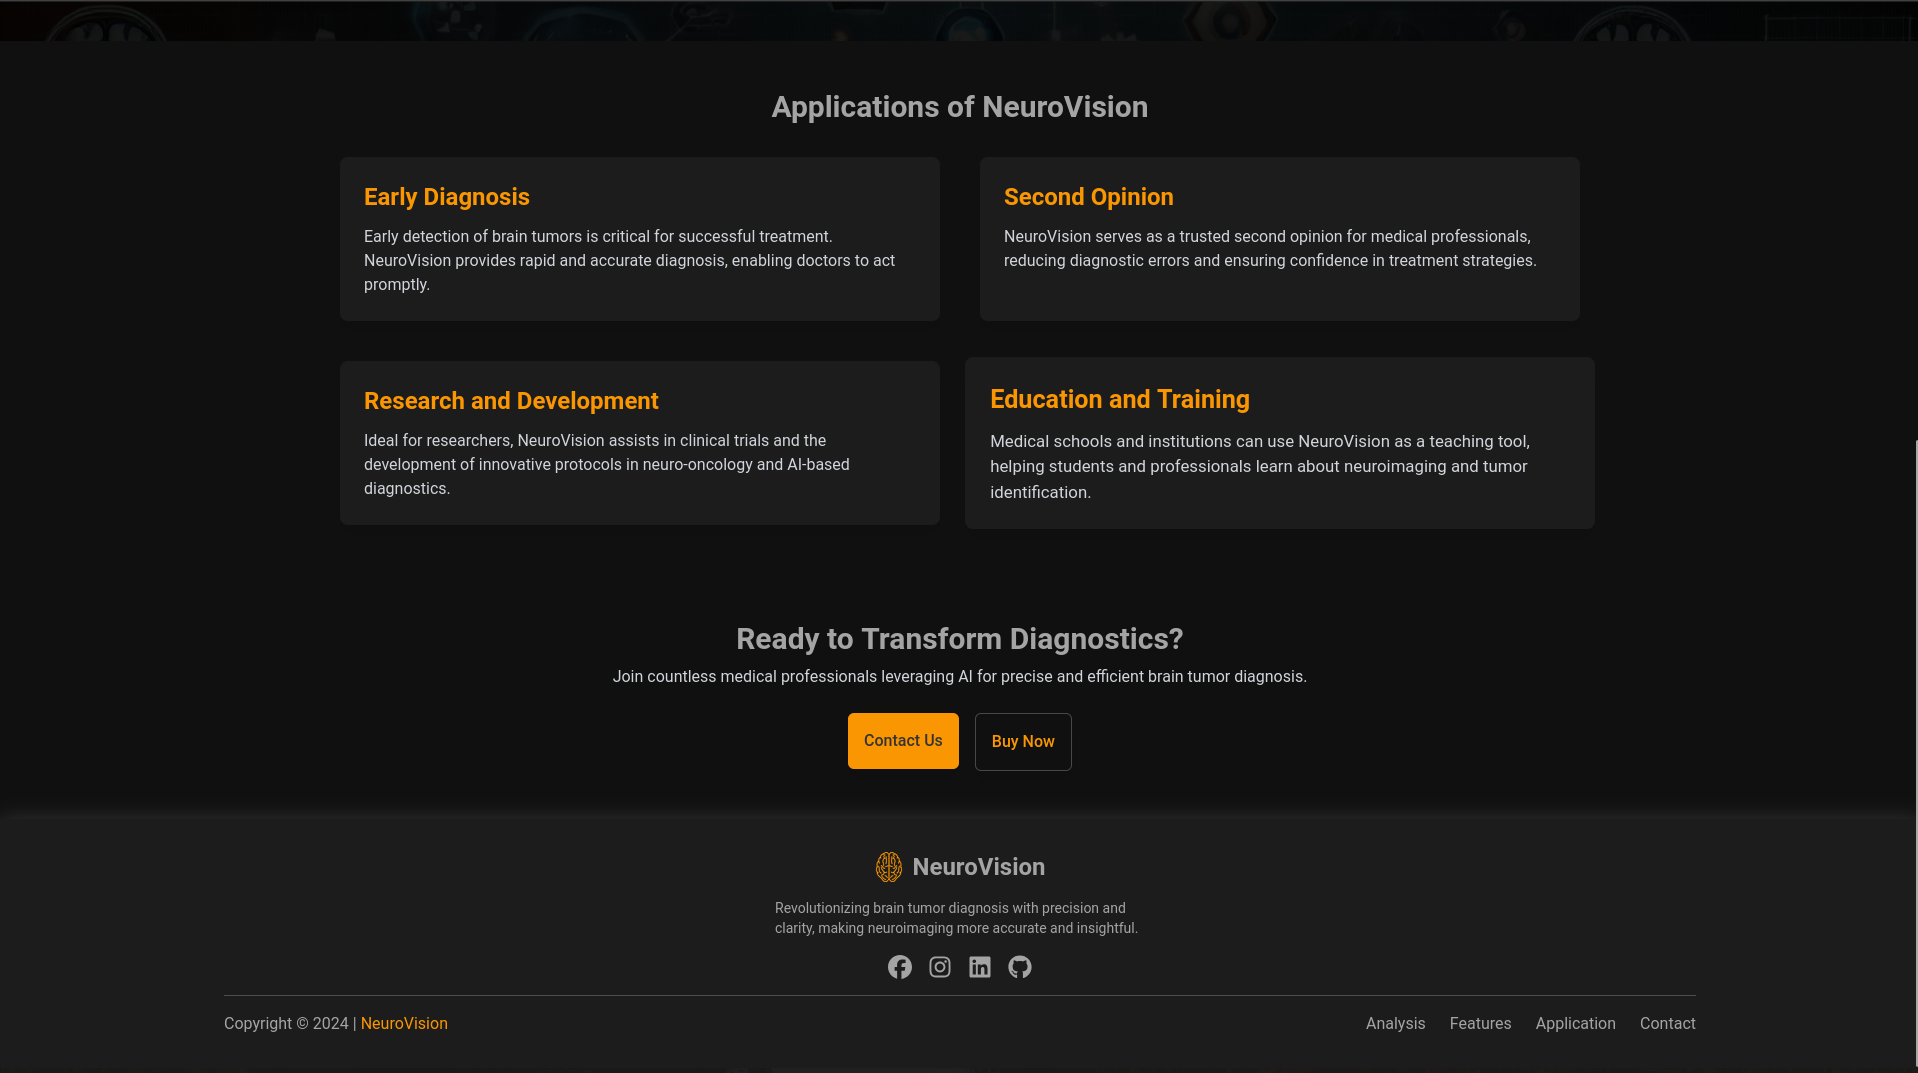 Applications of NeuroVision
Early Diagnosis
Early detection of brain tumors is critical for successful treatment.
NeuroVision provides rapid and accurate diagnosis, enabling doctors to act
promptly.
Second Opinion
NeuroVision serves as a trusted second opinion for medical professionals,
reducing diagnostic errors and ensuring confidence in treatment strategies.
Research and Development
Ideal for researchers, NeuroVision assists in clinical trials and the
development of innovative protocols in neuro-oncology and AI-based
diagnostics.
Education and Training
Medical schools and institutions can use NeuroVision as a teaching tool,
helping students and professionals learn about neuroimaging and tumor
identification.
Ready to Transform Diagnostics?
Join countless medical professionals leveraging AI for precise and efficient brain tumor diagnosis.
Contact Us
Buy Now
NeuroVision
Revolutionizing brain tumor diagnosis with precision and
clarity, making neuroimaging more accurate and insightful.
Copyright © 2024 | NeuroVision
Analysis Features Application Contact